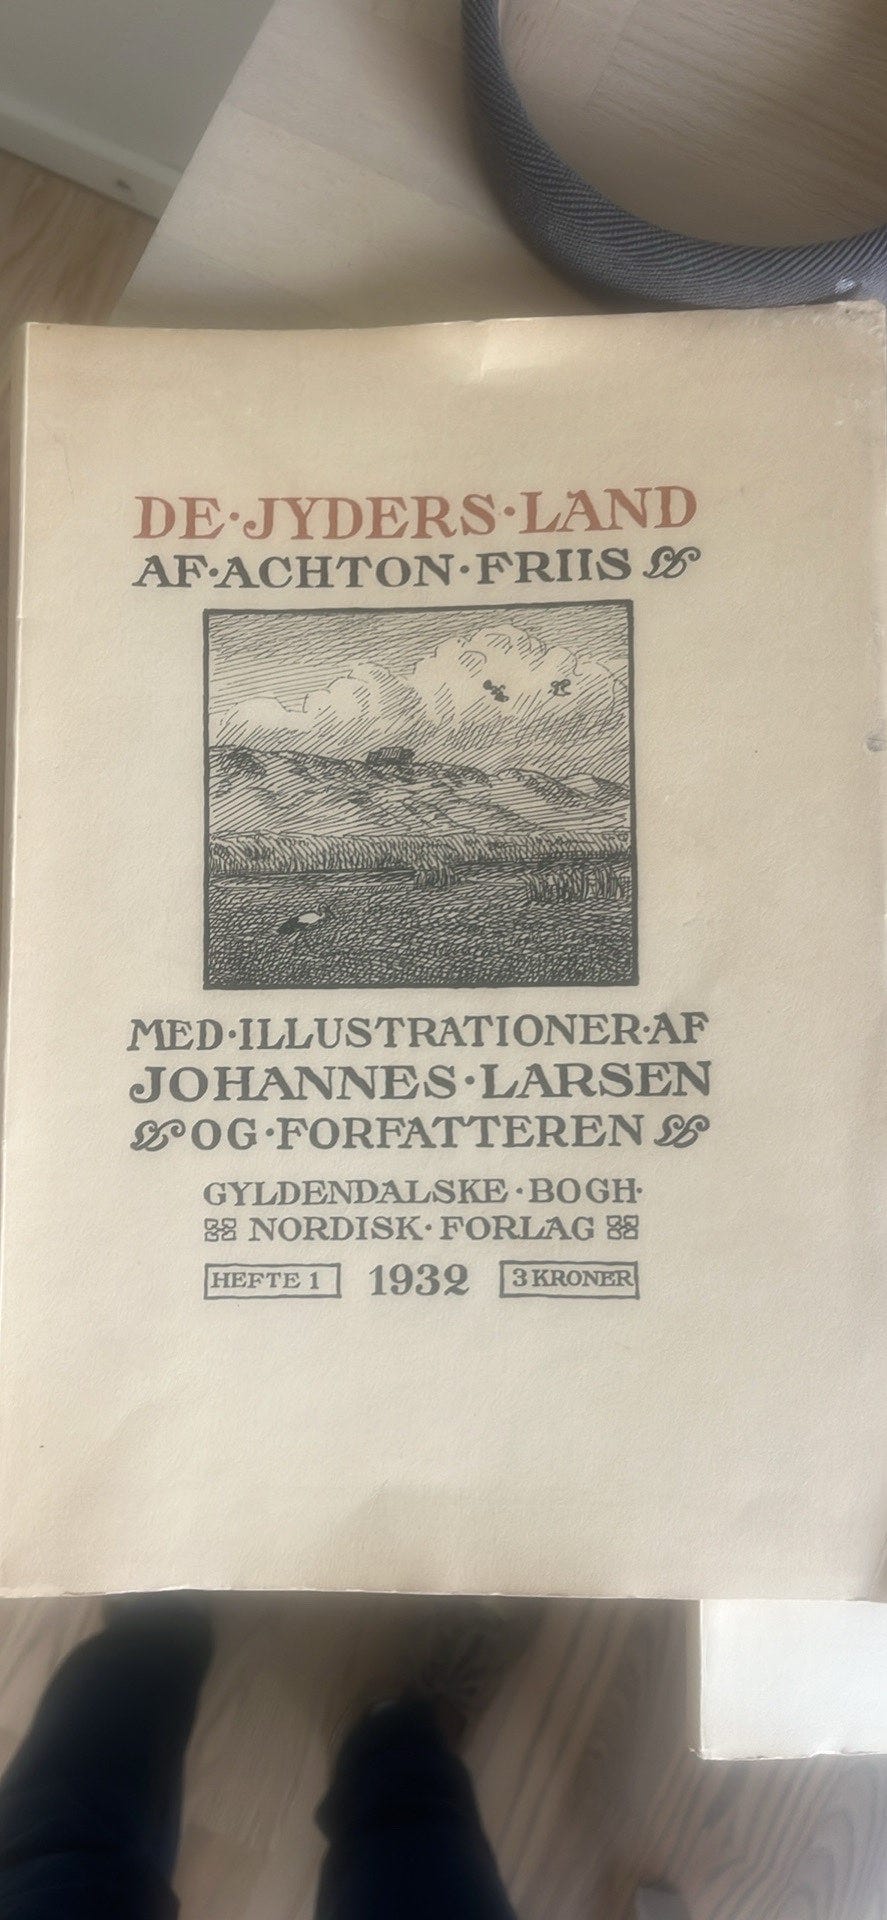 DE·JYDERS·LAND
AF·ACHTON·FRIIS
MED·ILLUSTRATIONER·AF
JOHANNES·LARSEN
OG·FORFATTEREN
GYLDENDALSKE·BOGH·
NORDISK·FORLAG
HEFTE 1 1932 3 KRONER